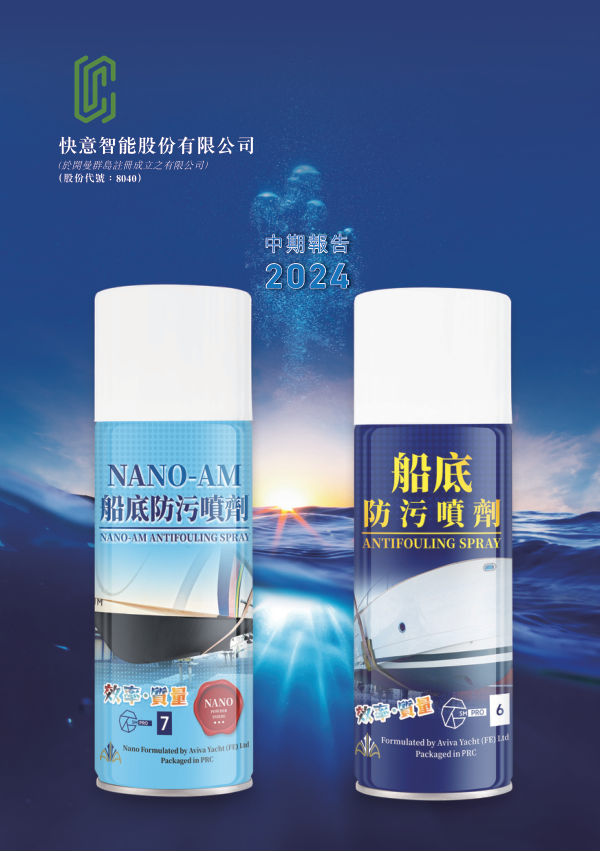 快意智能股份有限公司
(於開曼群島註冊成立之有限公司)
(股份代號：8040)
中期報告
2024
NANO-AM
船底防污噴劑
NANO-AM ANTIFOULING SPRAY
效率·質量
PRO
7
NANO
Nano Formulated by Aviva Yacht (FE) Ltd
Packaged in PRC
船底
防污噴劑
ANTIFOULING SPRAY
效率·質量
SM PRO
6
Formulated by Aviva Yacht (FE) Ltd
Packaged in PRC